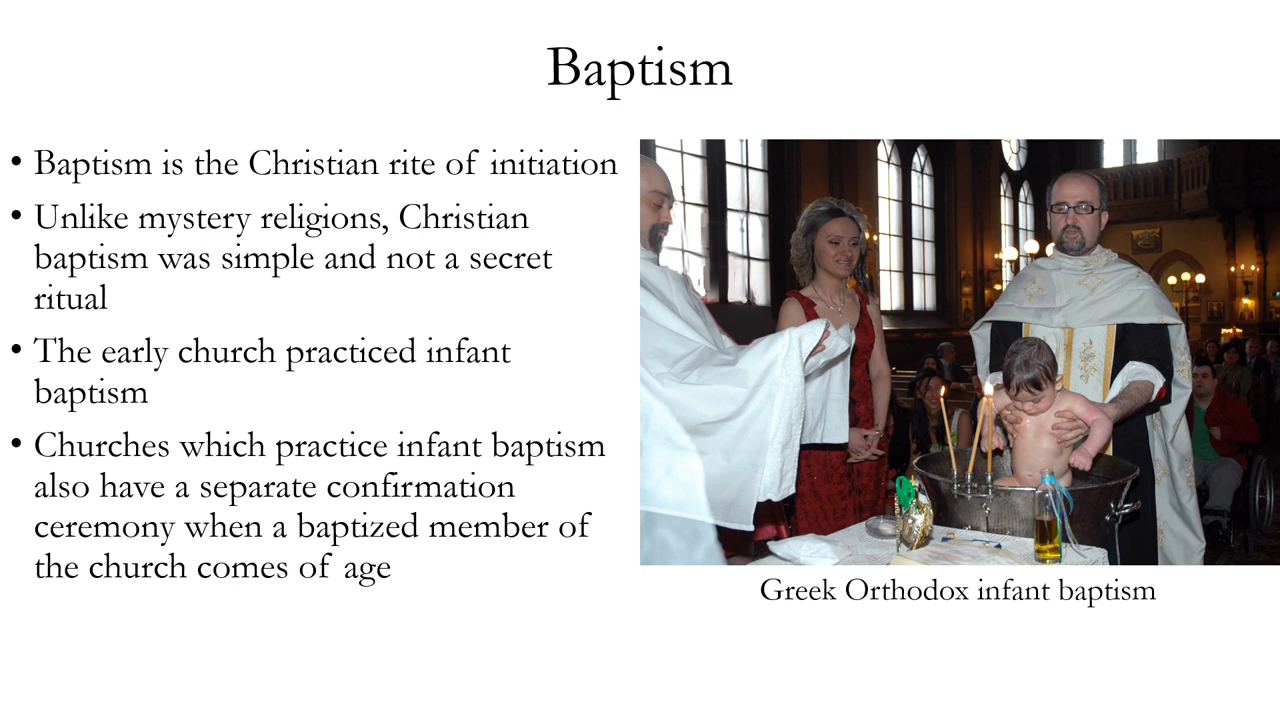 Baptism
• Baptism is the Christian rite of initiation
• Unlike mystery religions, Christian
baptism was simple and not a secret
ritual
• The early church practiced infant
baptism
• Churches which practice infant baptism
also have a separate confirmation
ceremony when a baptized member of
the church comes of age
Greek Orthodox infant baptism